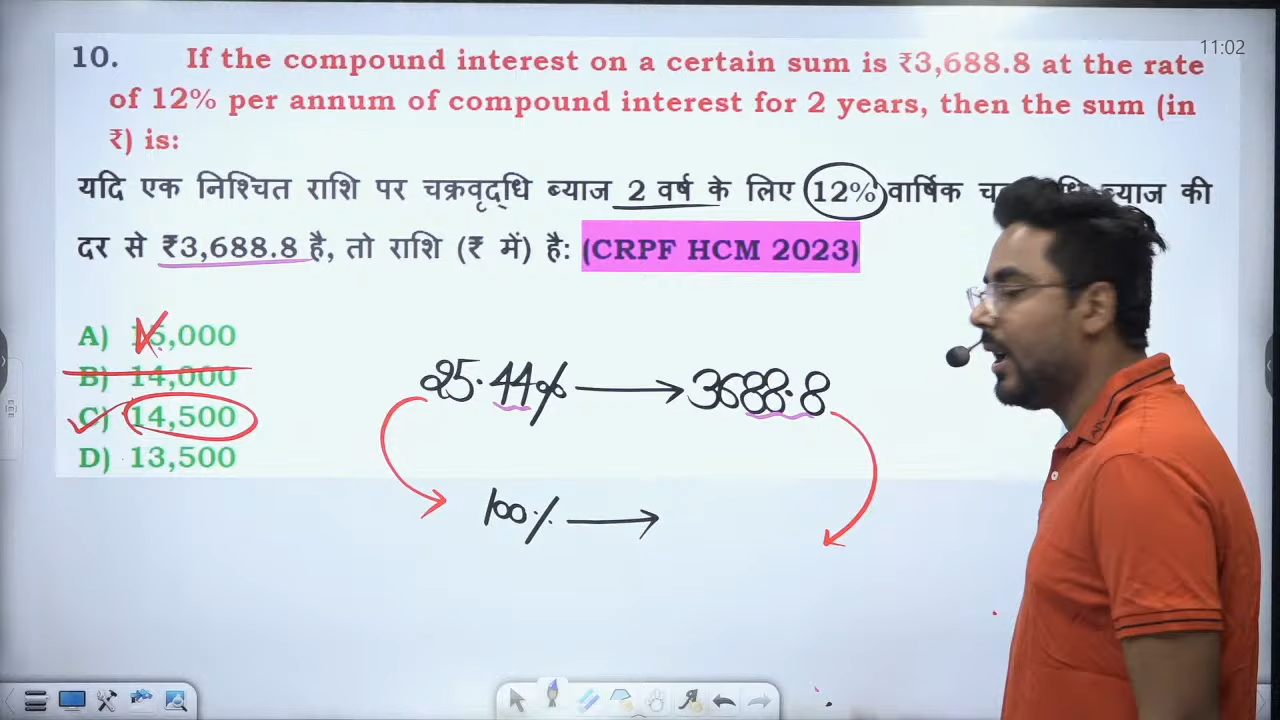 11:02
10. If the compound interest on a certain sum is ₹3,688.8 at the rate
of 12% per annum of compound interest for 2 years, then the sum (in
₹) is:
यदि एक निश्चित राशि पर चक्रवृद्धि ब्याज 2 वर्ष के लिए 12% वार्षिक ब्याज की
दर से ₹3,688.8 है, तो राशि (₹ में) है: (CRPF HCM 2023)
A) 15,000
B) 14,000
C) 14,500
D) 13,500
25.44% → 3688.8
100% →